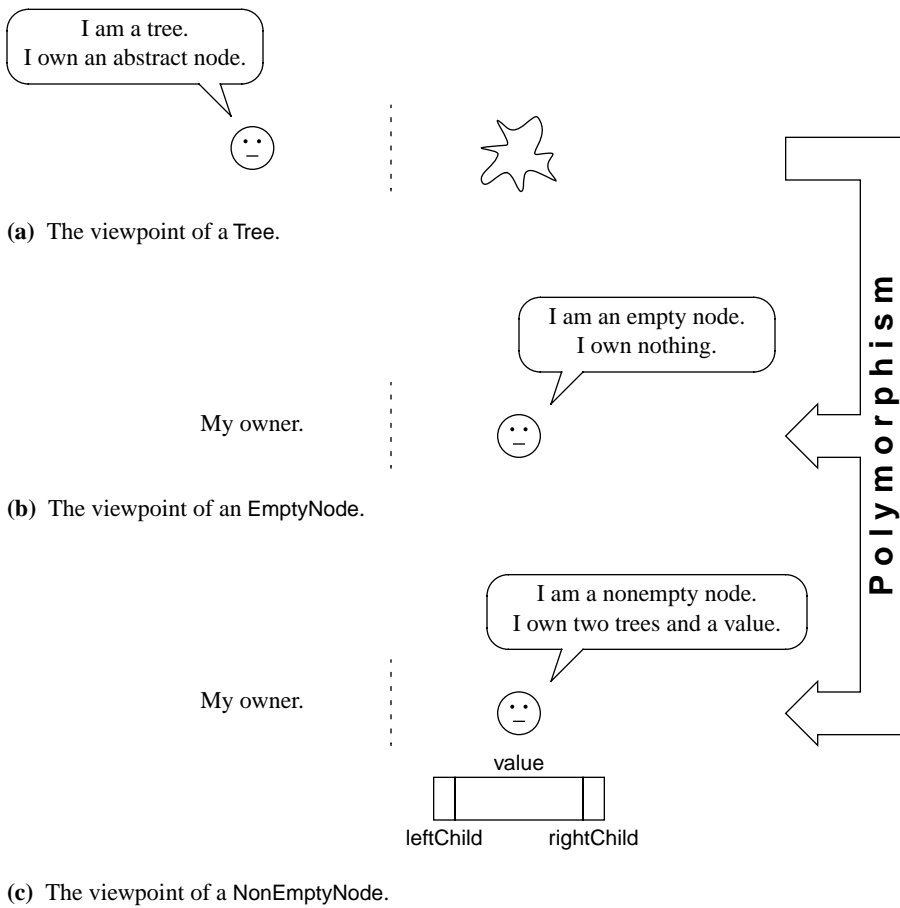 I am a tree.
I own an abstract node.
(a) The viewpoint of a Tree.
I am an empty node.
I own nothing.
My owner.
(b) The viewpoint of an EmptyNode.
I am a nonempty node.
I own two trees and a value.
My owner.
value
leftChild rightChild
(c) The viewpoint of a NonEmptyNode.
Polymorphism